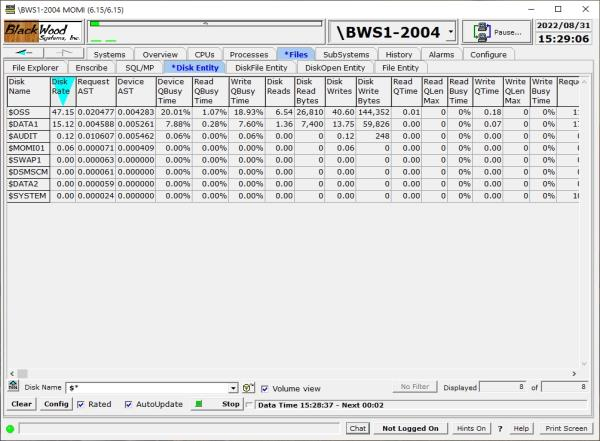 \BWS1-2004 MOMI (6.15/6.15)
BlackWood
Systems, Inc.
\BWS1-2004
Pause...
2022/08/31
15:29:06
Systems Overview CPUs Processes *Files SubSystems History Alarms Configure
File Explorer Enscribe SQL/MP *Disk Entity DiskFile Entity DiskOpen Entity File Entity
Disk Disk Request Device Device Read Write Disk Disk Disk Disk Read Read Read Write Write Write Reque
Name Rate AST AST QBusy QBusy QBusy Reads Read Writes Write QTime QLen Busy QTime QLen Busy
Time Time Time Bytes Bytes Max Time Max Time
$OSS 47.15 0.020477 0.004283 20.01% 1.07% 18.93% 6.54 26,810 40.60 144,352 0.01 0 0% 0.18 0 0%
$DATA1 15.12 0.004588 0.005261 7.88% 0.28% 7.60% 1.36 7,400 13.75 59,826 0.00 0 0% 0.07 0 0%
$AUDIT 0.12 0.010607 0.005462 0.06% 0.00% 0.06% 0.00 0 0.12 248 0.00 0 0% 0.00 0 0%
$MOMI01 0.06 0.000071 0.000409 0.00% 0.00% 0.00% 0.00 0 0.06 0 0.00 0 0% 0.00 0 0%
$SWAP1 0.00 0.000063 0.000000 0.00% 0.00% 0.00% 0.00 0 0.00 0 0.00 0 0% 0.00 0 0%
$DSMSCM 0.00 0.000061 0.000000 0.00% 0.00% 0.00% 0.00 0 0.00 0 0.00 0 0% 0.00 0 0%
$DATA2 0.00 0.000059 0.000000 0.00% 0.00% 0.00% 0.00 0 0.00 0 0.00 0 0% 0.00 0 0%
$SYSTEM 0.00 0.000024 0.000000 0.00% 0.00% 0.00% 0.00 0 0.00 0 0.00 0 0% 0.00 0 0%
Disk Name $* Volume view No Filter Displayed 8 of 8
Clear Config Rated AutoUpdate Stop Data Time 15:28:37 - Next 00:02
Chat Not Logged On Hints On ? Help Print Screen